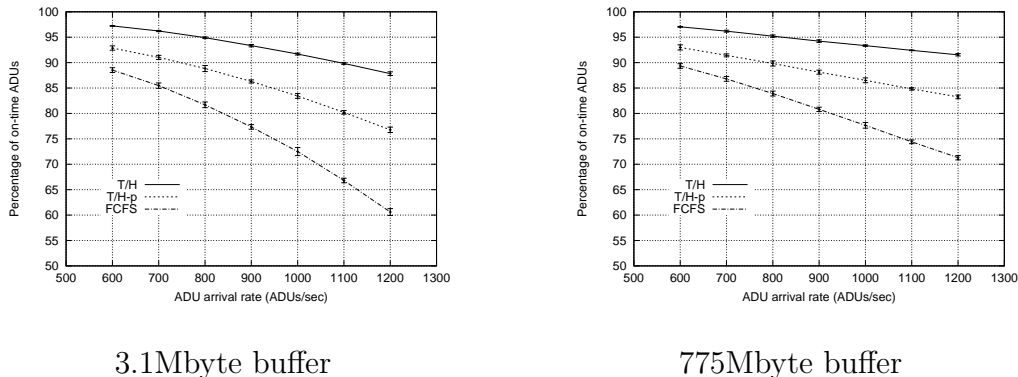 Percentage of on-time ADUs
100
95
90
85
80
75
70
65
60
55
50
T/H
T/H-p
FCFS
500 600 700 800 900 1000 1100 1200 1300
ADU arrival rate (ADUs/sec)
3.1Mbyte buffer
Percentage of on-time ADUs
100
95
90
85
80
75
70
65
60
55
50
T/H
T/H-p
FCFS
500 600 700 800 900 1000 1100 1200 1300
ADU arrival rate (ADUs/sec)
775Mbyte buffer